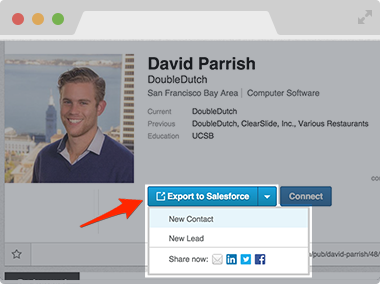 David Parrish
DoubleDutch
San Francisco Bay Area | Computer Software
Current DoubleDutch
Previous DoubleDutch, ClearSlide, Inc., Various Restaurants
Education UCSB
Export to Salesforce
Connect
New Contact
New Lead
Share now:
/pub/david-parrish/48/